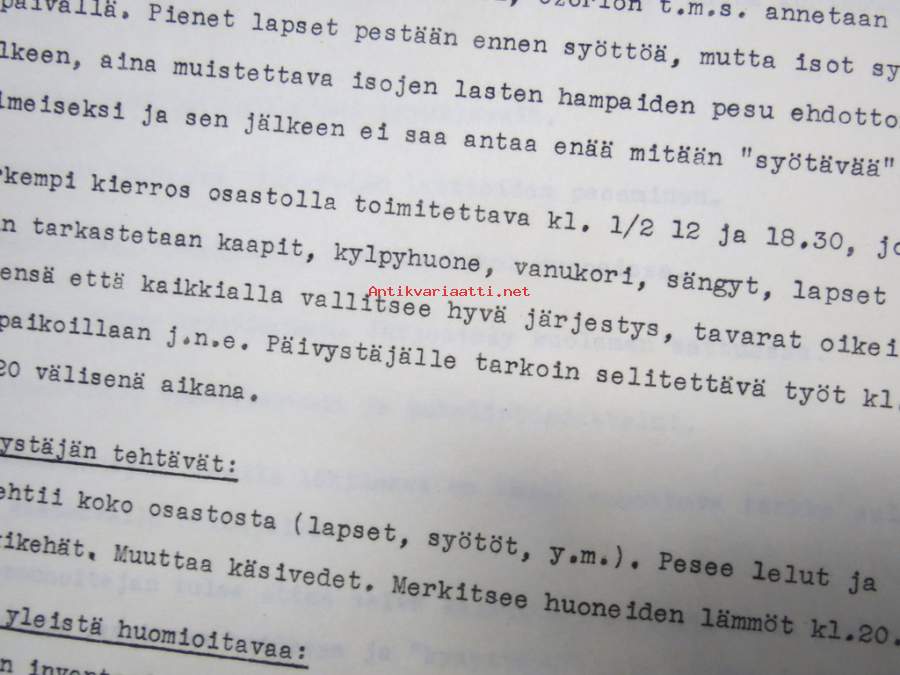 päivällä. Pienet lapset pestään ennen syöttöä, mutta isot sy
t.m.s. annetaan
lkeen, aina muistettava isojen lasten hampaiden pesu ehdotto
meiseksi ja sen jälkeen ei saa antaa enää mitään "syötävää"
rkempi kierros osastolla toimitettava kl. 1/2 12 ja 18.30, jo
n tarkastetaan kaapit, kylpyhuone, vanukori, sängyt, lapset
ensä että kaikkialla vallitsee hyvä järjestys, tavarat oikei
Antikvariaatti.net
paikoillaan j.n.e. Päivystäjälle tarkoin selitettävä työt kl.
20 välisenä aikana.
ystäjän tehtävät:
ehtii koko osastosta (lapset, syötöt, y.m.). Pesee lelut ja
kikehät. Muuttaa käsivedet. Merkitsee huoneiden lämmöt kl.20.
yleistä huomioitavaa: